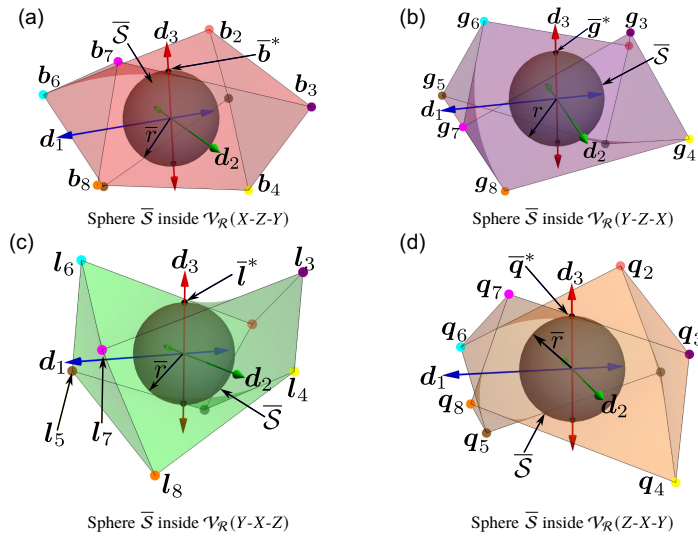 (a)
b₂
b₇
S̅
d₃
b̅*
b₆
b₃
d₁
r̅
d₂
b₈
b₄
Sphere S̅ inside 𝒱_ℛ(X-Z-Y)
(b)
g₆
d₃
g̅*
g₃
S̅
g₅
d₁
r
g₇
d₂
g₄
g₈
Sphere S̅ inside 𝒱_ℛ(Y-Z-X)
(c)
l₆
d₃
l̅*
l₃
d₁
r̅
d₂
l₄
l₅
l₇
S̅
l₈
Sphere S̅ inside 𝒱_ℛ(Y-X-Z)
(d)
q̅*
d₃
q₂
q₇
q₆
r̅
q₃
d₁
q₈
d₂
q₅
S̅
q₄
Sphere S̅ inside 𝒱_ℛ(Z-X-Y)